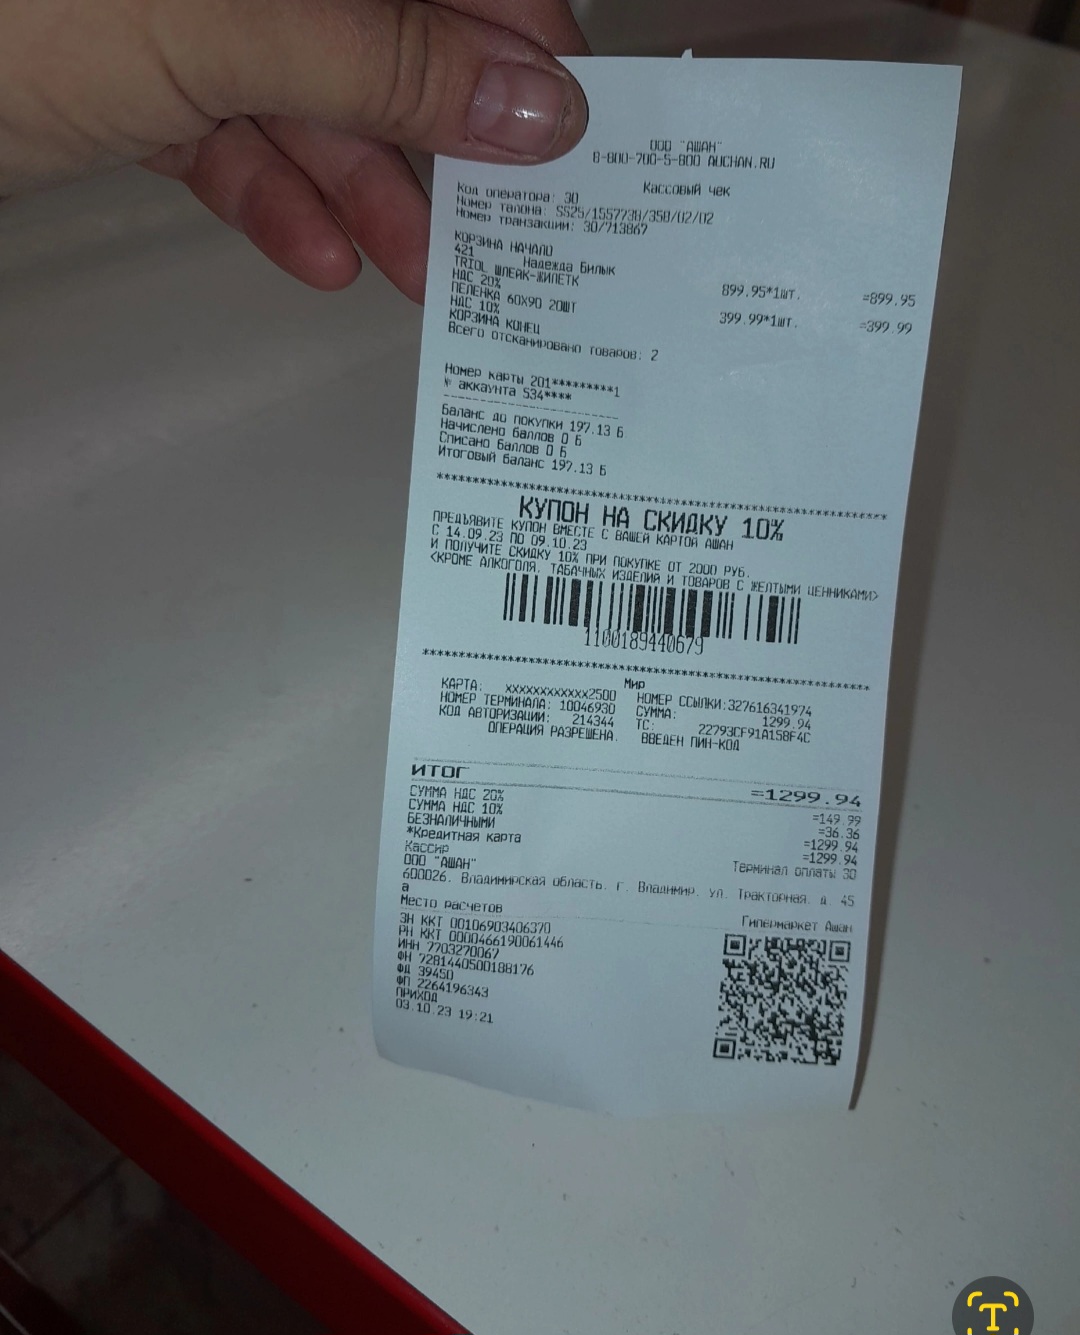 ООО "АШАН"
8-800-700-5-800 AUCHAN.RU
Кассовый чек
Код оператора: 30
Номер талона: SS25/1557738/358/02/02
Номер транзакции: 30/713867
КОРЗИНА НАЧАЛО
421 Надежда Билык
TRIOL ШЛЕЙК-ЖИЛЕТК 899.95*1шт. =899.95
НДС 20%
ПЕЛЕНКА 60X90 20ШТ 399.99*1шт. =399.99
НДС 10%
КОРЗИНА КОНЕЦ
Всего отсканировано товаров: 2
Номер карты 201*********1
№ аккаунта 534****
Баланс до покупки 197.13 Б
Начислено баллов 0 Б
Списано баллов 0 Б
Итоговый баланс 197.13 Б
КУПОН НА СКИДКУ 10%
ПРЕДЪЯВИТЕ КУПОН ВМЕСТЕ С ВАШЕЙ КАРТОЙ АШАН
С 14.09.23 ПО 09.10.23
И ПОЛУЧИТЕ СКИДКУ 10% ПРИ ПОКУПКЕ ОТ 2000 РУБ.
<КРОМЕ АЛКОГОЛЯ, ТАБАЧНЫХ ИЗДЕЛИЙ И ТОВАРОВ С ЖЕЛТЫМИ ЦЕННИКАМИ>
1100189440679
Мир
КАРТА: XXXXXXXXXXXX2500 НОМЕР ССЫЛКИ:327616341974
НОМЕР ТЕРМИНАЛА: 10046930 СУММА: 1299.94
КОД АВТОРИЗАЦИИ: 214344 ТС: 22793CF91A158F4C
ОПЕРАЦИЯ РАЗРЕШЕНА. ВВЕДЕН ПИН-КОД
ИТОГ =1299.94
СУММА НДС 20% =149.99
СУММА НДС 10% =36.36
БЕЗНАЛИЧНЫМИ =1299.94
*Кредитная карта =1299.94
Кассир Терминал оплаты 30
ООО "АШАН"
600026, Владимирская область, г. Владимир, ул. Тракторная, д. 45
а
Место расчетов Гипермаркет Ашан
ЗН ККТ 00106903406370
РН ККТ 0000466190061446
ИНН 7703270067
ФН 7281440500188176
ФД 39450
ФП 2264196343
ПРИХОД
03.10.23 19:21